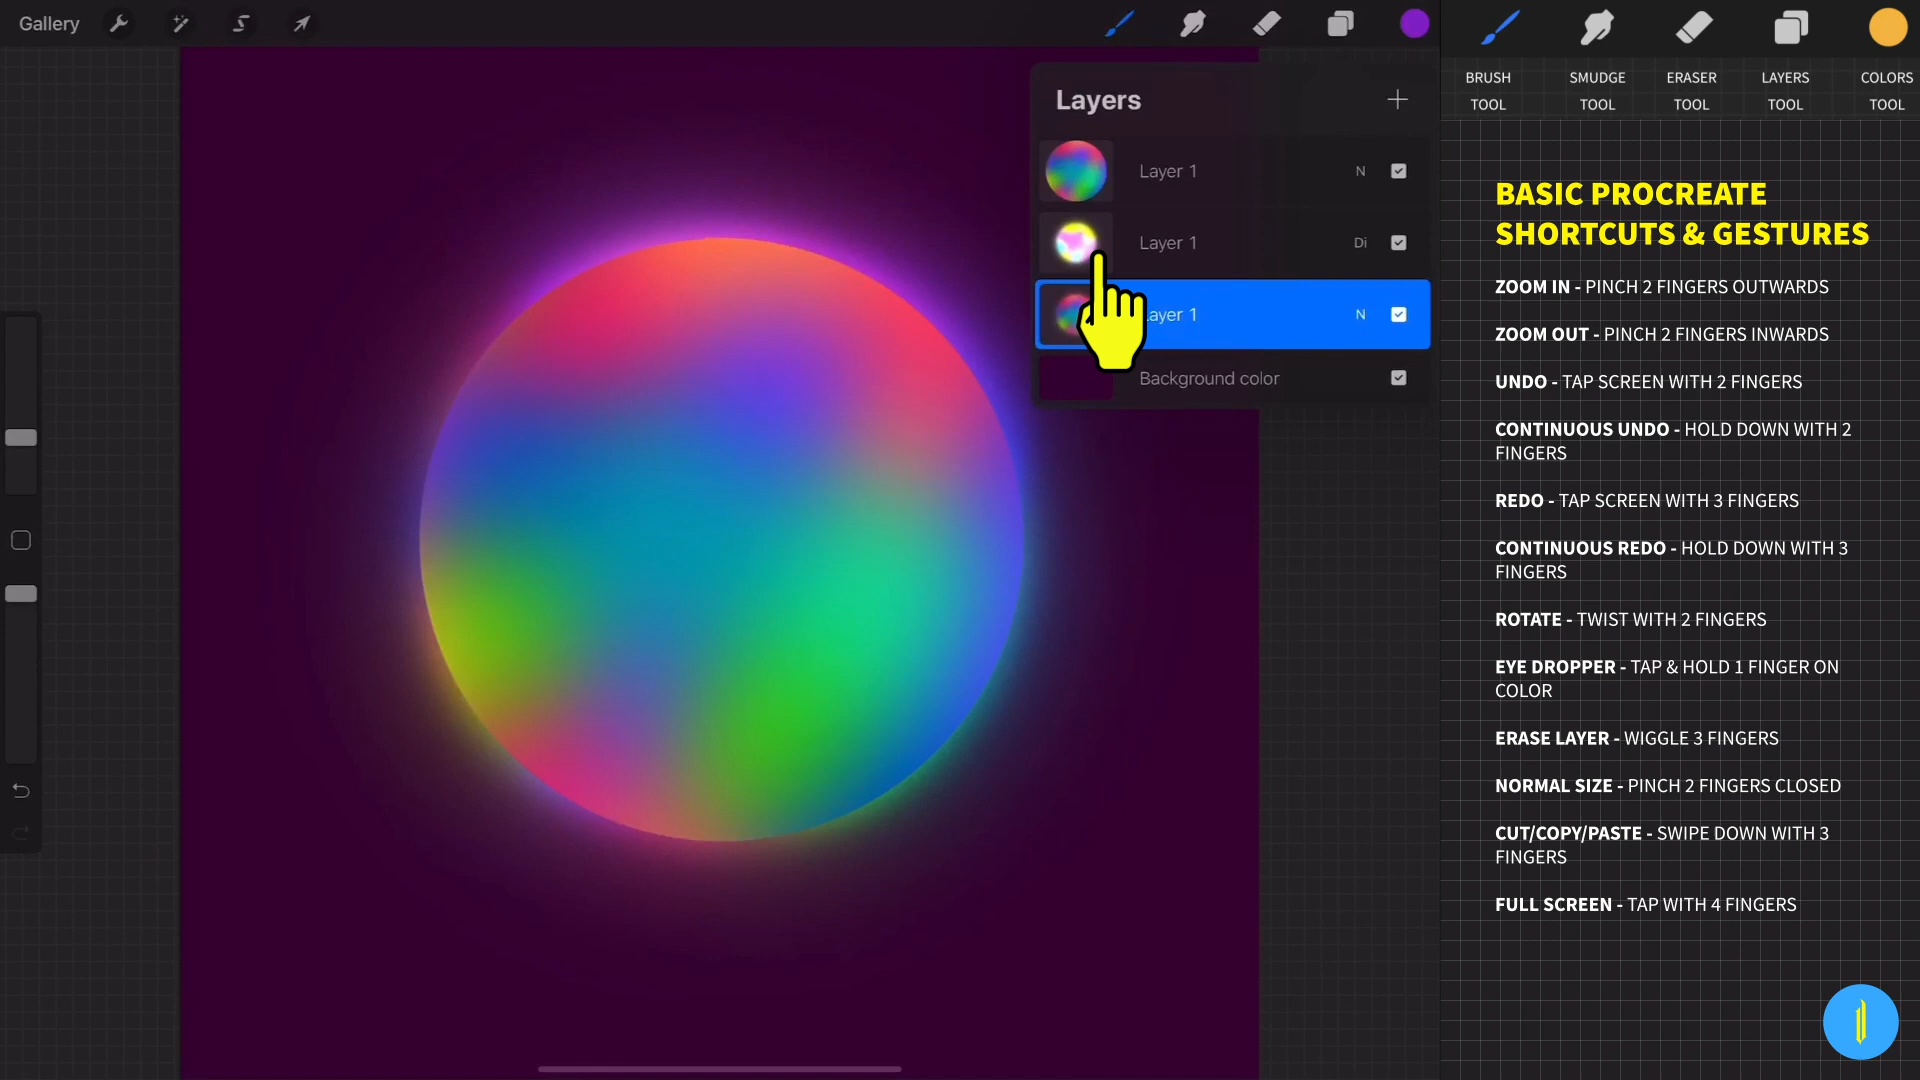 Gallery
Layers
Layer 1
N
Layer 1
Di
ayer 1
N
Background color
BRUSH TOOL
SMUDGE TOOL
ERASER TOOL
LAYERS TOOL
COLORS TOOL
BASIC PROCREATE
SHORTCUTS & GESTURES
ZOOM IN - PINCH 2 FINGERS OUTWARDS
ZOOM OUT - PINCH 2 FINGERS INWARDS
UNDO - TAP SCREEN WITH 2 FINGERS
CONTINUOUS UNDO - HOLD DOWN WITH 2
FINGERS
REDO - TAP SCREEN WITH 3 FINGERS
CONTINUOUS REDO - HOLD DOWN WITH 3
FINGERS
ROTATE - TWIST WITH 2 FINGERS
EYE DROPPER - TAP & HOLD 1 FINGER ON
COLOR
ERASE LAYER - WIGGLE 3 FINGERS
NORMAL SIZE - PINCH 2 FINGERS CLOSED
CUT/COPY/PASTE - SWIPE DOWN WITH 3
FINGERS
FULL SCREEN - TAP WITH 4 FINGERS